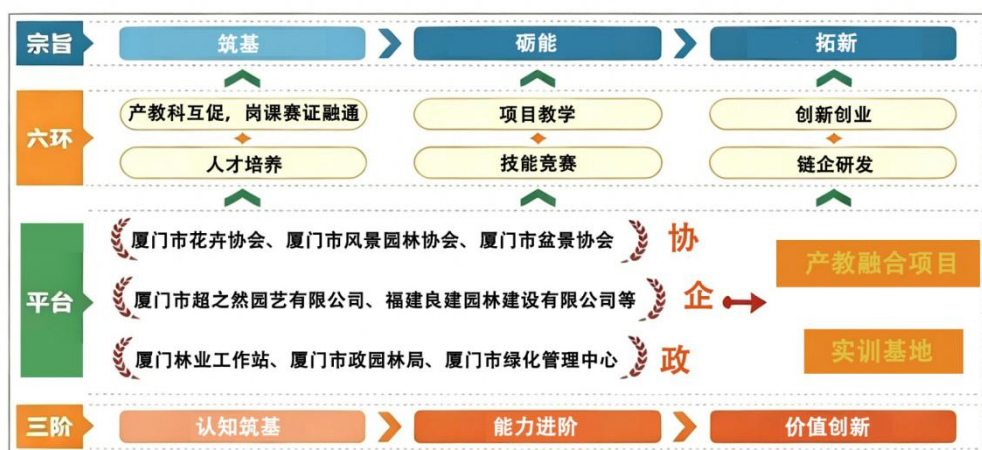 宗旨
筑基
砺能
拓新
六环
产教科互促，岗课赛证融通
项目教学
创新创业
人才培养
技能竞赛
链企研发
平台
厦门市花卉协会、厦门市风景园林协会、厦门市盆景协会
协
产教融合项目
厦门市超之然园艺有限公司、福建良建园林建设有限公司等
企
厦门林业工作站、厦门市政园林局、厦门市绿化管理中心
政
实训基地
三阶
认知筑基
能力进阶
价值创新